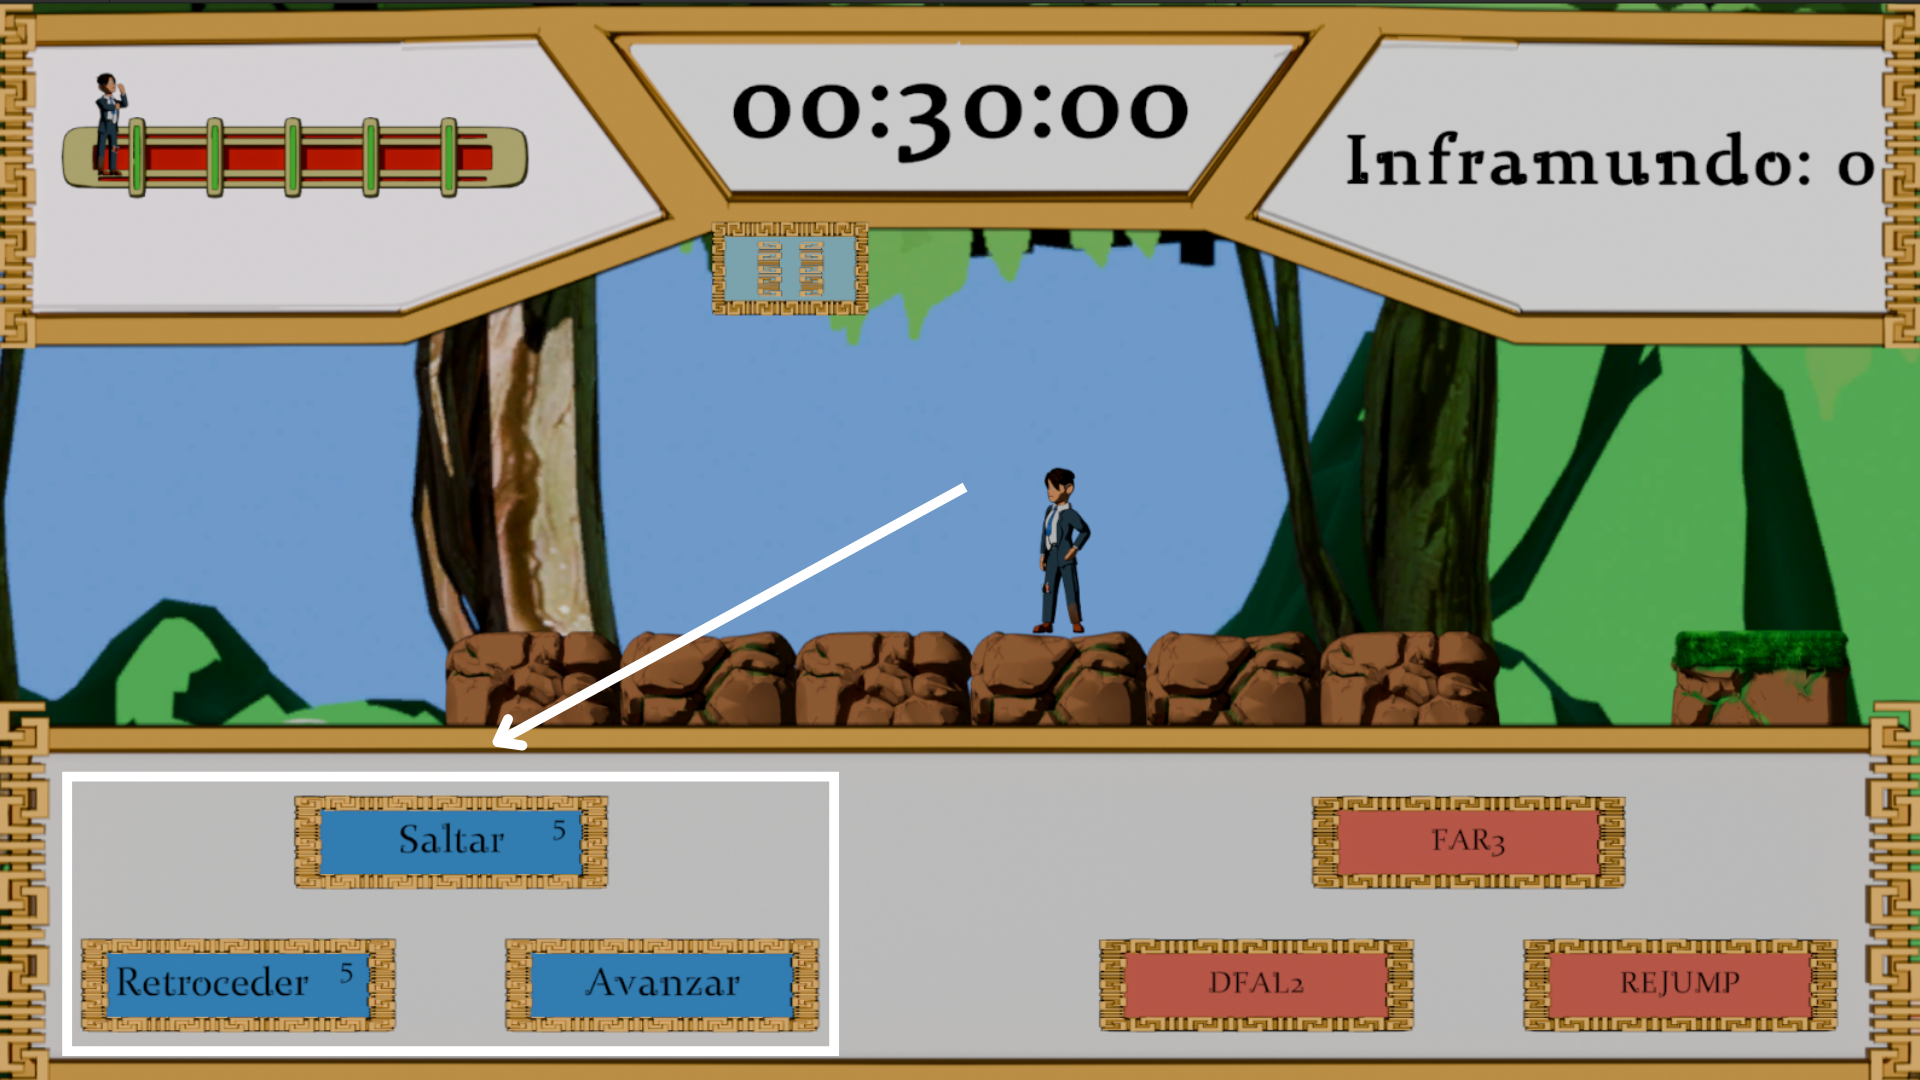 00:30:00
Inframundo: 0
Saltar 5
FAR3
Retroceder 5
Avanzar
DFAL2
REJUMP